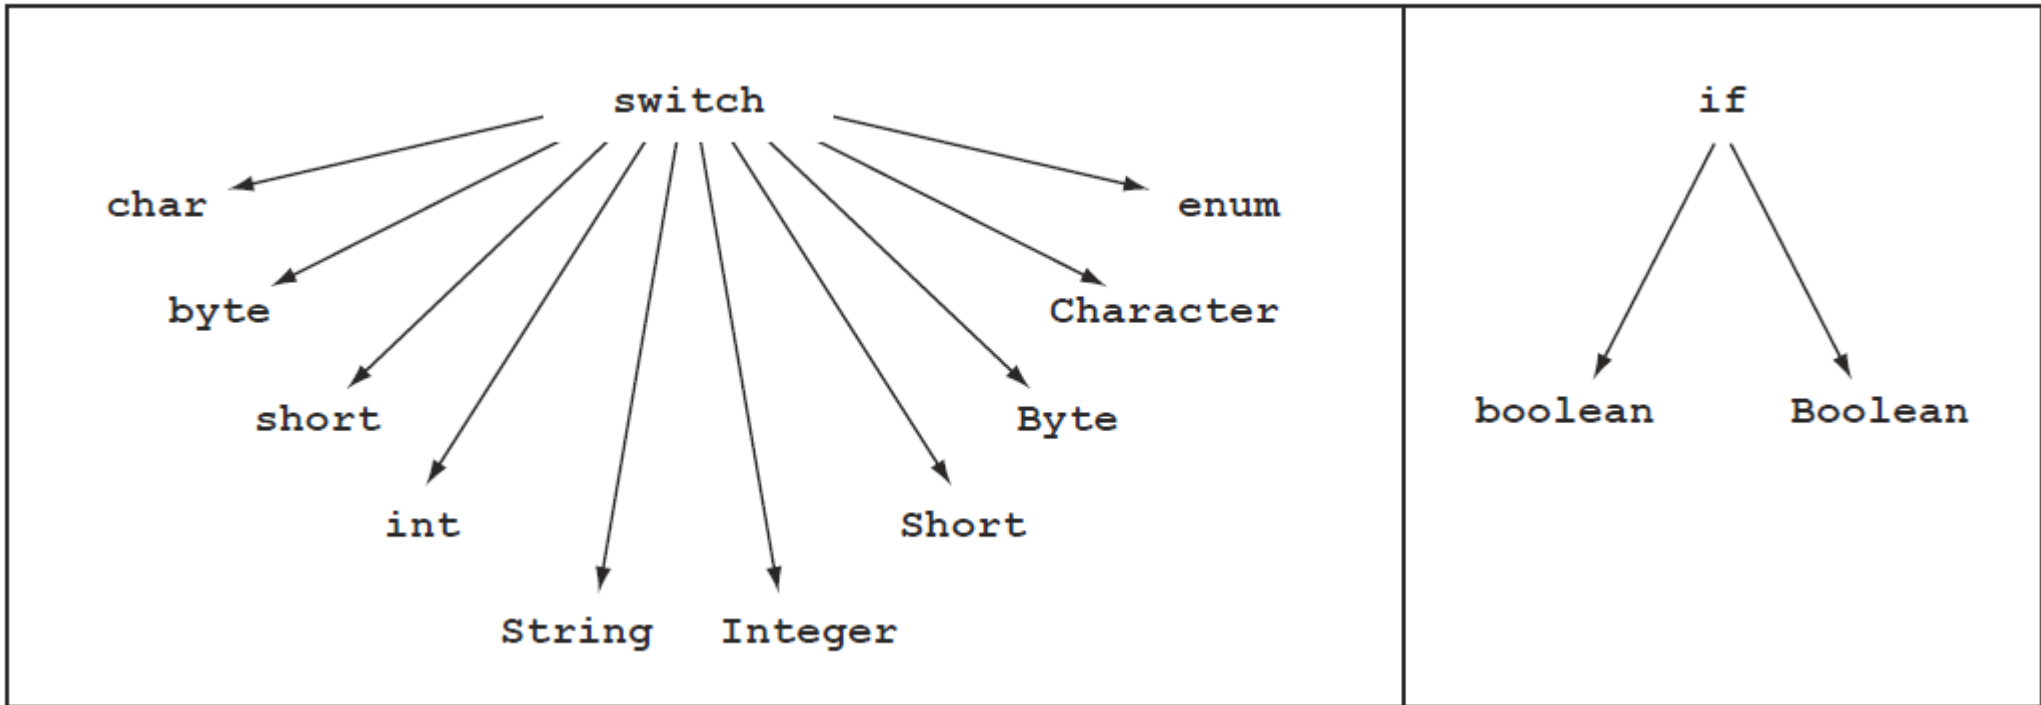 switch
if
char
enum
byte
Character
short
Byte
boolean
Boolean
int
Short
String
Integer